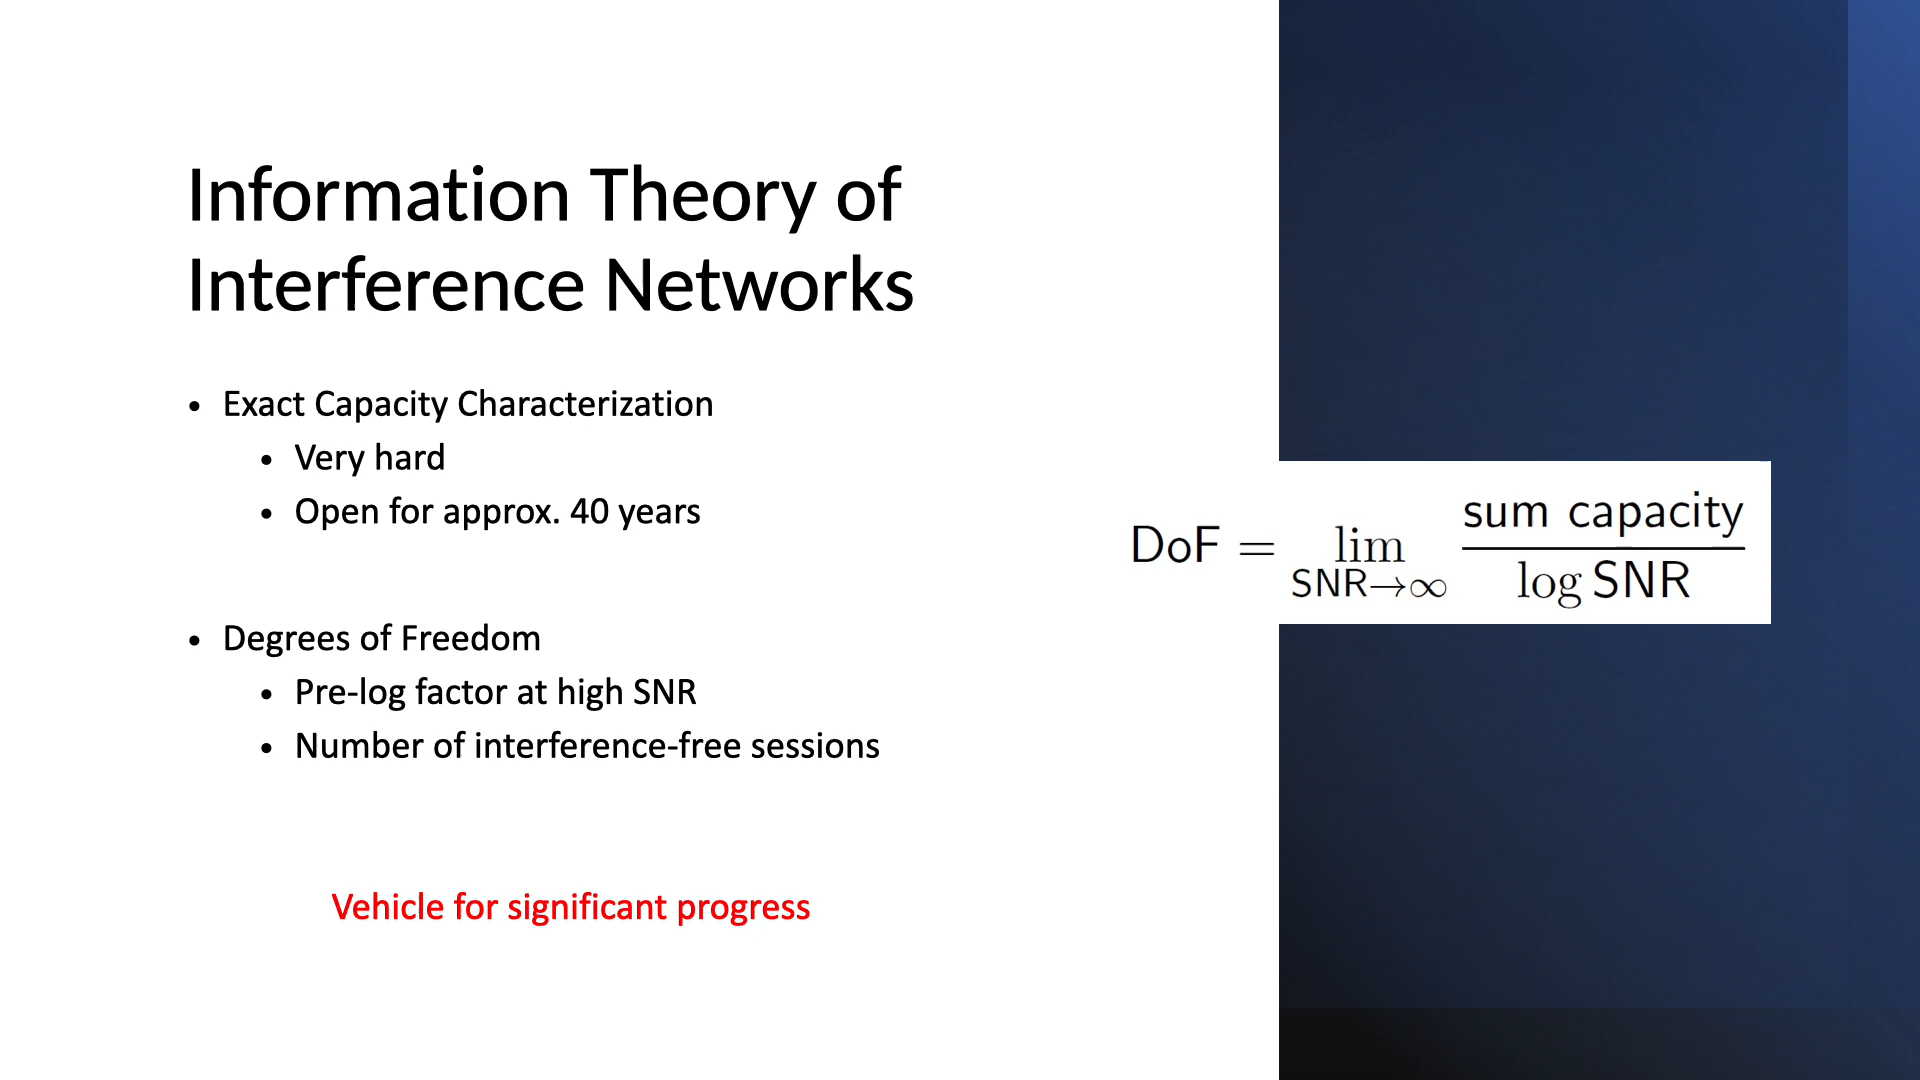 Information Theory of
Interference Networks
• Exact Capacity Characterization
• Very hard
• Open for approx. 40 years
• Degrees of Freedom
• Pre-log factor at high SNR
• Number of interference-free sessions
Vehicle for significant progress
DoF = lim SNR→∞ sum capacity / log SNR